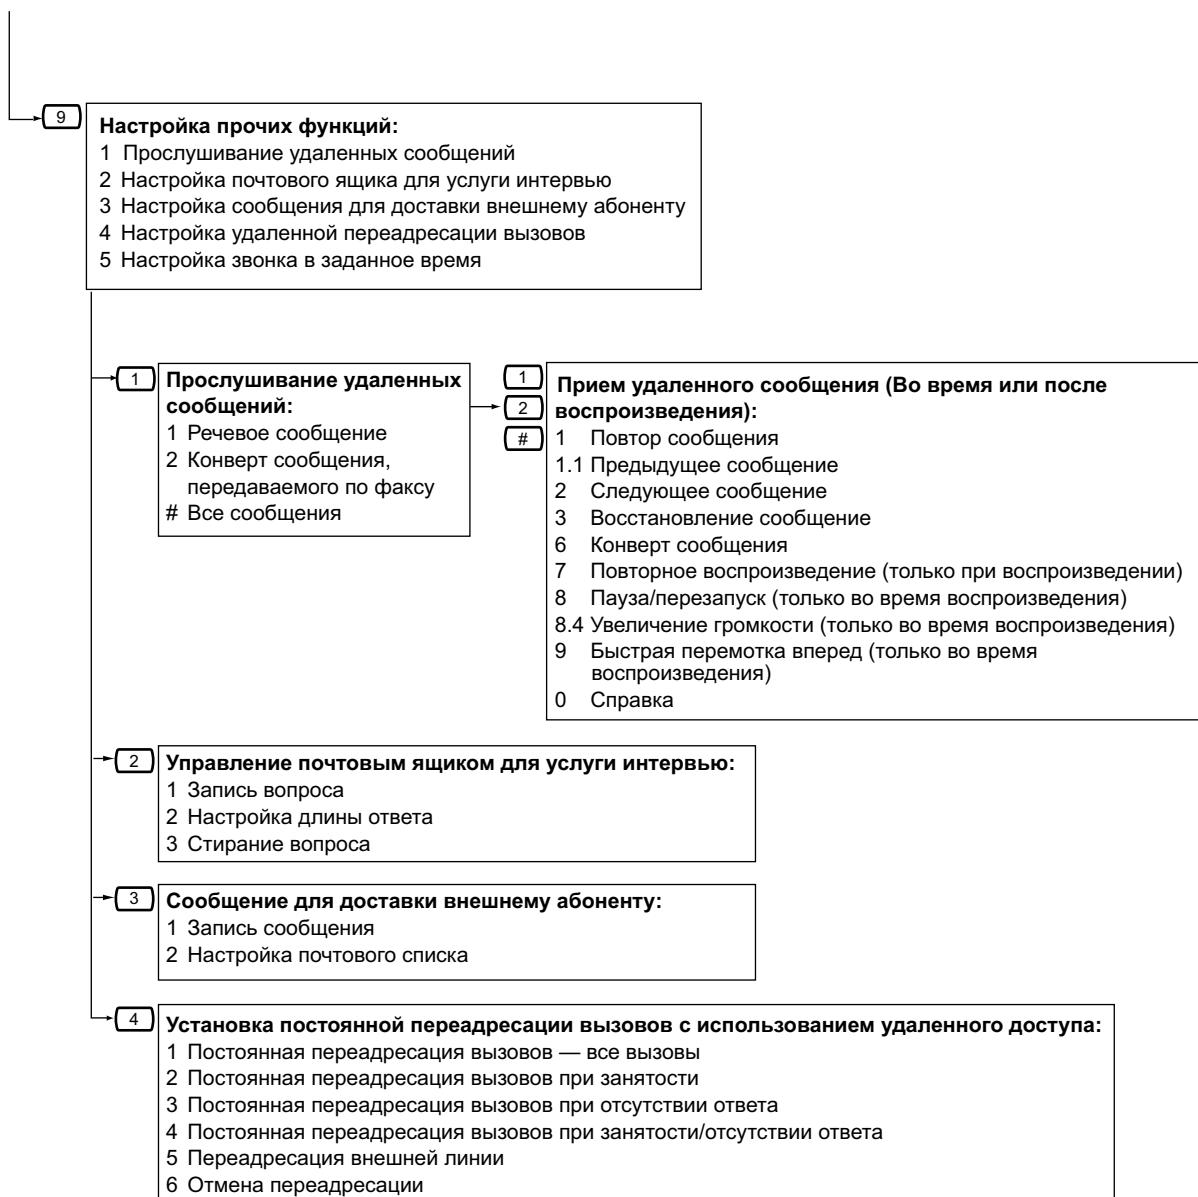 9
Настройка прочих функций:
1 Прослушивание удаленных сообщений
2 Настройка почтового ящика для услуги интервью
3 Настройка сообщения для доставки внешнему абоненту
4 Настройка удаленной переадресации вызовов
5 Настройка звонка в заданное время
1
Прослушивание удаленных
сообщений:
1 Речевое сообщение
2 Конверт сообщения,
передаваемого по факсу
# Все сообщения
1
2
#
Прием удаленного сообщения (Во время или после
воспроизведения):
1 Повтор сообщения
1.1 Предыдущее сообщение
2 Следующее сообщение
3 Восстановление сообщение
6 Конверт сообщения
7 Повторное воспроизведение (только при воспроизведении)
8 Пауза/перезапуск (только во время воспроизведения)
8.4 Увеличение громкости (только во время воспроизведения)
9 Быстрая перемотка вперед (только во время
воспроизведения)
0 Справка
2
Управление почтовым ящиком для услуги интервью:
1 Запись вопроса
2 Настройка длины ответа
3 Стирание вопроса
3
Сообщение для доставки внешнему абоненту:
1 Запись сообщения
2 Настройка почтового списка
4
Установка постоянной переадресации вызовов с использованием удаленного доступа:
1 Постоянная переадресация вызовов — все вызовы
2 Постоянная переадресация вызовов при занятости
3 Постоянная переадресация вызовов при отсутствии ответа
4 Постоянная переадресация вызовов при занятости/отсутствии ответа
5 Переадресация внешней линии
6 Отмена переадресации